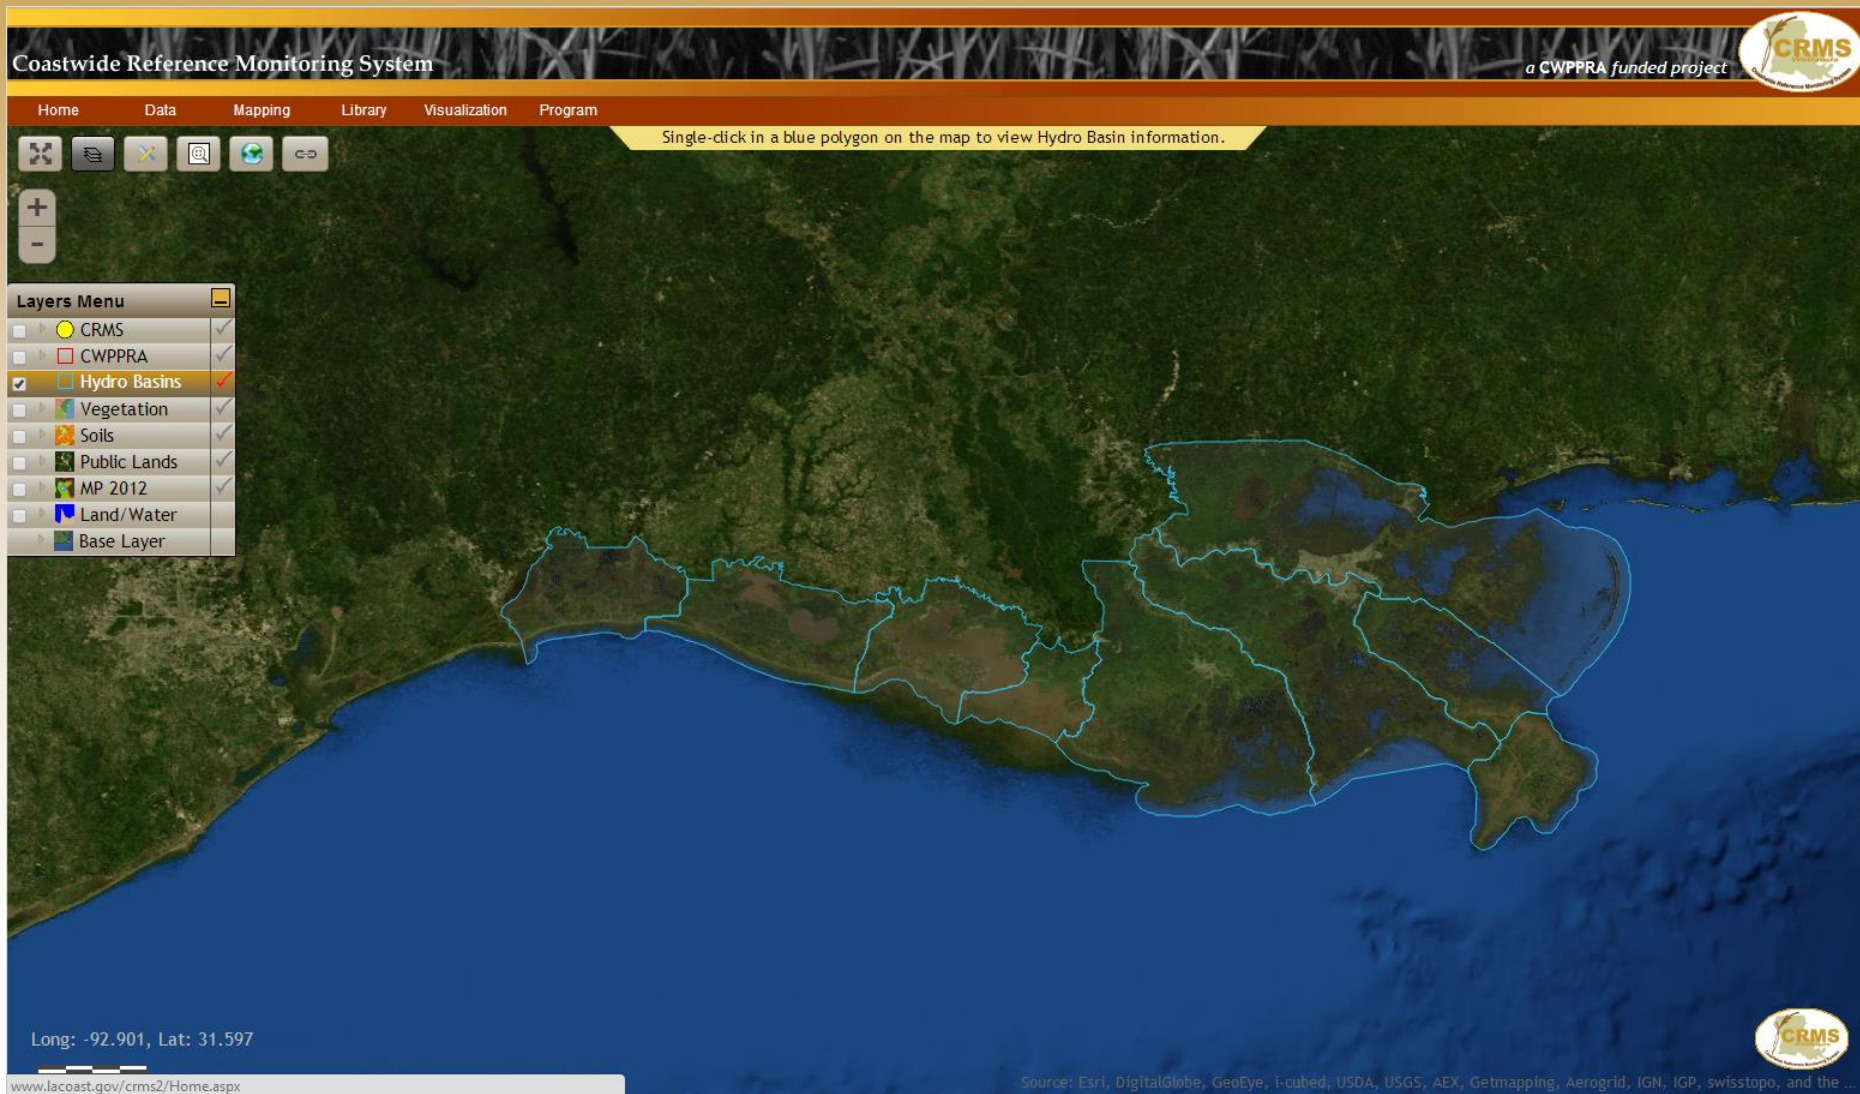 Coastwide Reference Monitoring System
a CWPPRA funded project
CRMS
Home Data Mapping Library Visualization Program
Single-click in a blue polygon on the map to view Hydro Basin information.
+
-
Layers Menu
CRMS
CWPPRA
Hydro Basins
Vegetation
Soils
Public Lands
MP 2012
Land/Water
Base Layer
Long: -92.901, Lat: 31.597
CRMS
www.lacoast.gov/crms2/Home.aspx
Source: Esri, DigitalGlobe, GeoEye, i-cubed, USDA, USGS, AEX, Getmapping, Aerogrid, IGN, IGP, swisstopo, and the ...